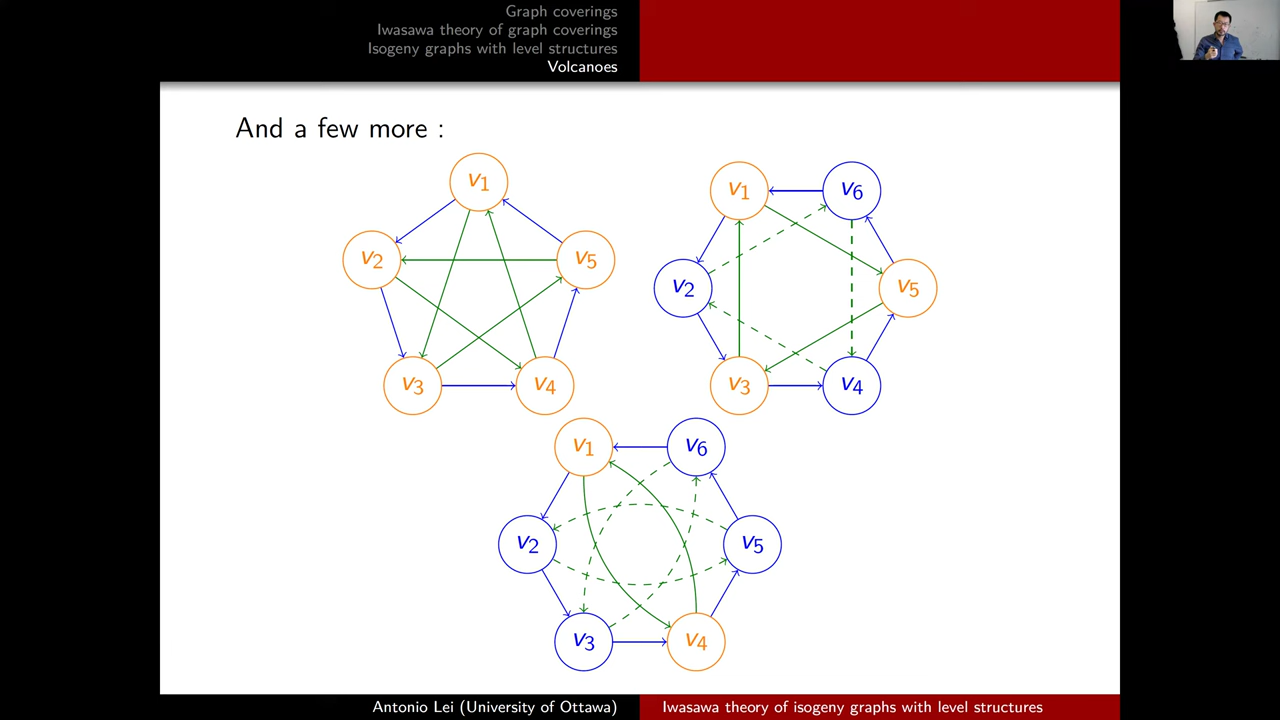 Graph coverings
Iwasawa theory of graph coverings
Isogeny graphs with level structures
Volcanoes
And a few more :
v1
v2
v5
v3
v4
v1
v6
v2
v5
v3
v4
v1
v6
v2
v5
v3
v4
Antonio Lei (University of Ottawa)
Iwasawa theory of isogeny graphs with level structures